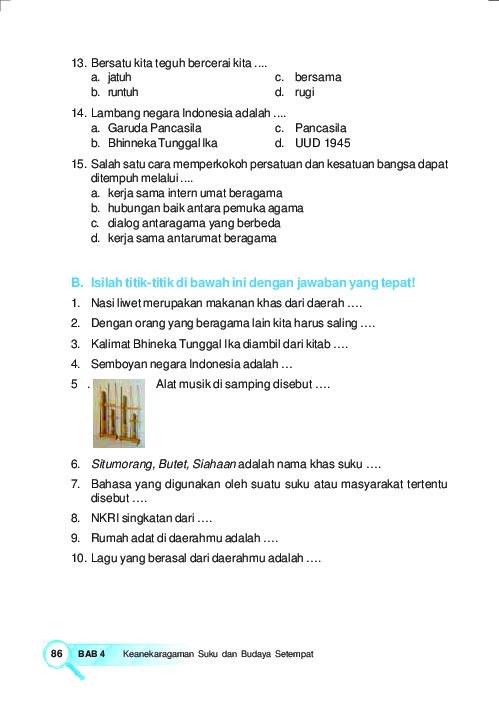 13. Bersatu kita teguh bercerai kita ....
a. jatuh c. bersama
b. runtuh d. rugi
14. Lambang negara Indonesia adalah ....
a. Garuda Pancasila c. Pancasila
b. Bhinneka Tunggal Ika d. UUD 1945
15. Salah satu cara memperkokoh persatuan dan kesatuan bangsa dapat
ditempuh melalui ....
a. kerja sama intern umat beragama
b. hubungan baik antara pemuka agama
c. dialog antaragama yang berbeda
d. kerja sama antarumat beragama
B. Isilah titik-titik di bawah ini dengan jawaban yang tepat!
1. Nasi liwet merupakan makanan khas dari daerah ....
2. Dengan orang yang beragama lain kita harus saling ....
3. Kalimat Bhineka Tunggal Ika diambil dari kitab ....
4. Semboyan negara Indonesia adalah ...
5 . Alat musik di samping disebut ....
6. Situmorang, Butet, Siahaan adalah nama khas suku ....
7. Bahasa yang digunakan oleh suatu suku atau masyarakat tertentu
disebut ....
8. NKRI singkatan dari ....
9. Rumah adat di daerahmu adalah ....
10. Lagu yang berasal dari daerahmu adalah ....
86 BAB 4 Keanekaragaman Suku dan Budaya Setempat